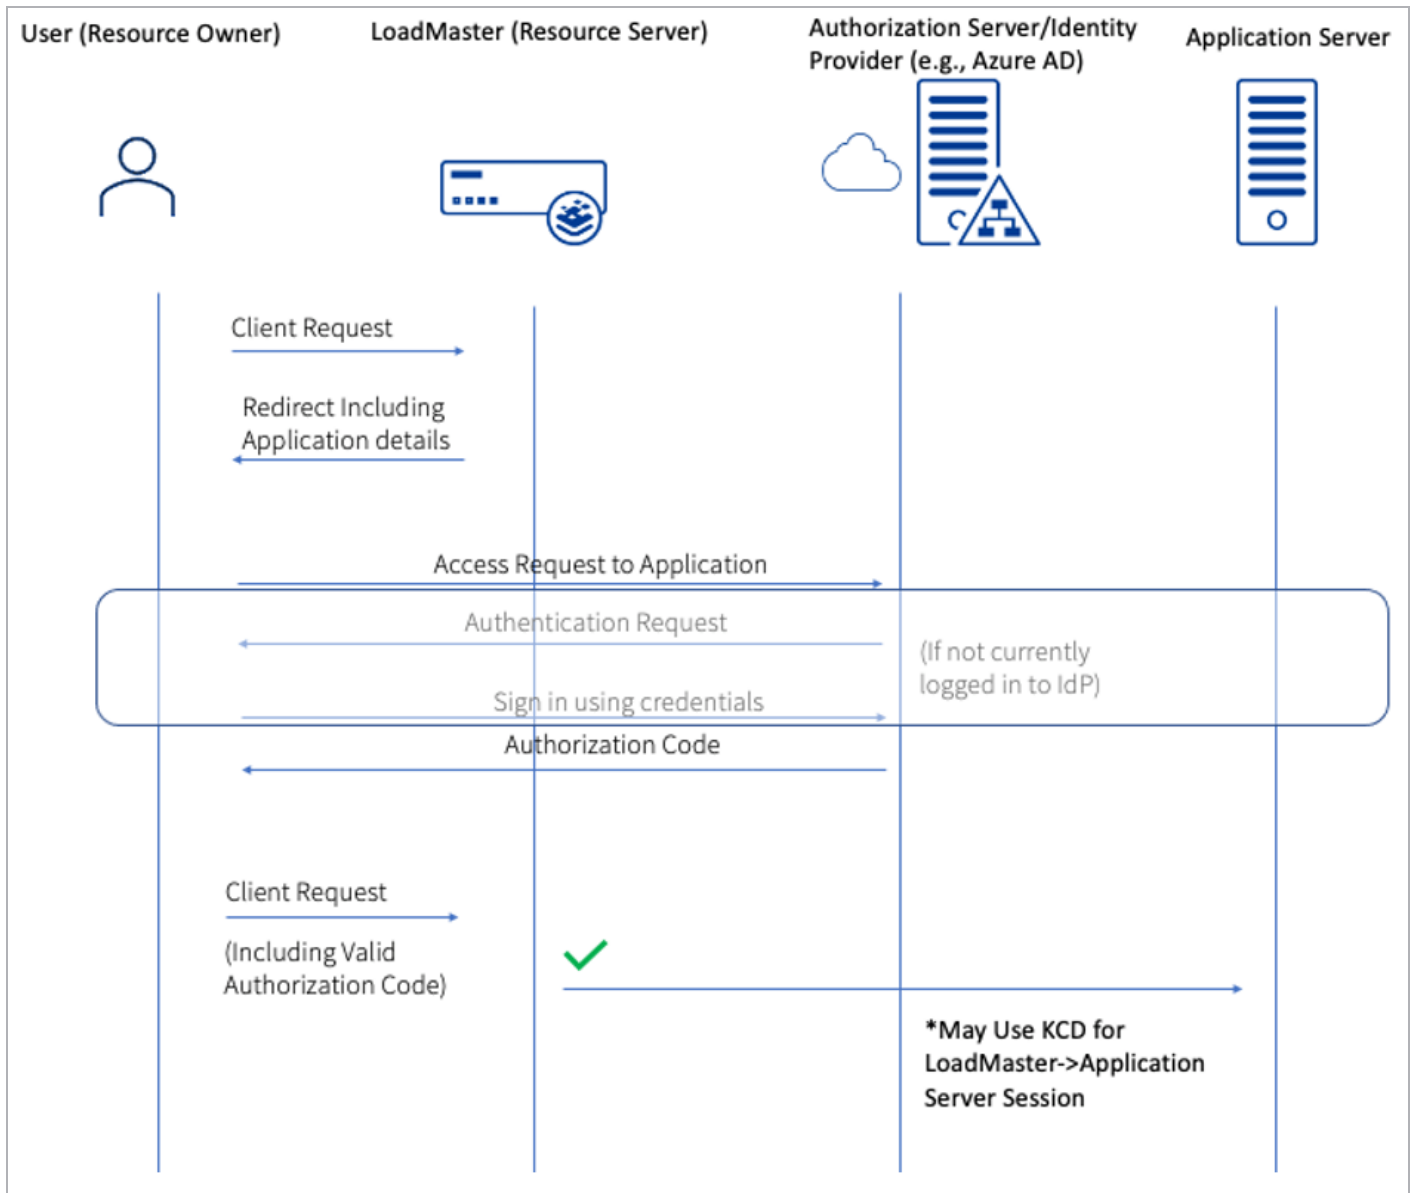 User (Resource Owner)
LoadMaster (Resource Server)
Authorization Server/Identity
Provider (e.g., Azure AD)
Application Server
Client Request
Redirect Including
Application details
Access Request to Application
Authentication Request
(If not currently
logged in to IdP)
Sign in using credentials
Authorization Code
Client Request
(Including Valid
Authorization Code)
*May Use KCD for
LoadMaster->Application
Server Session